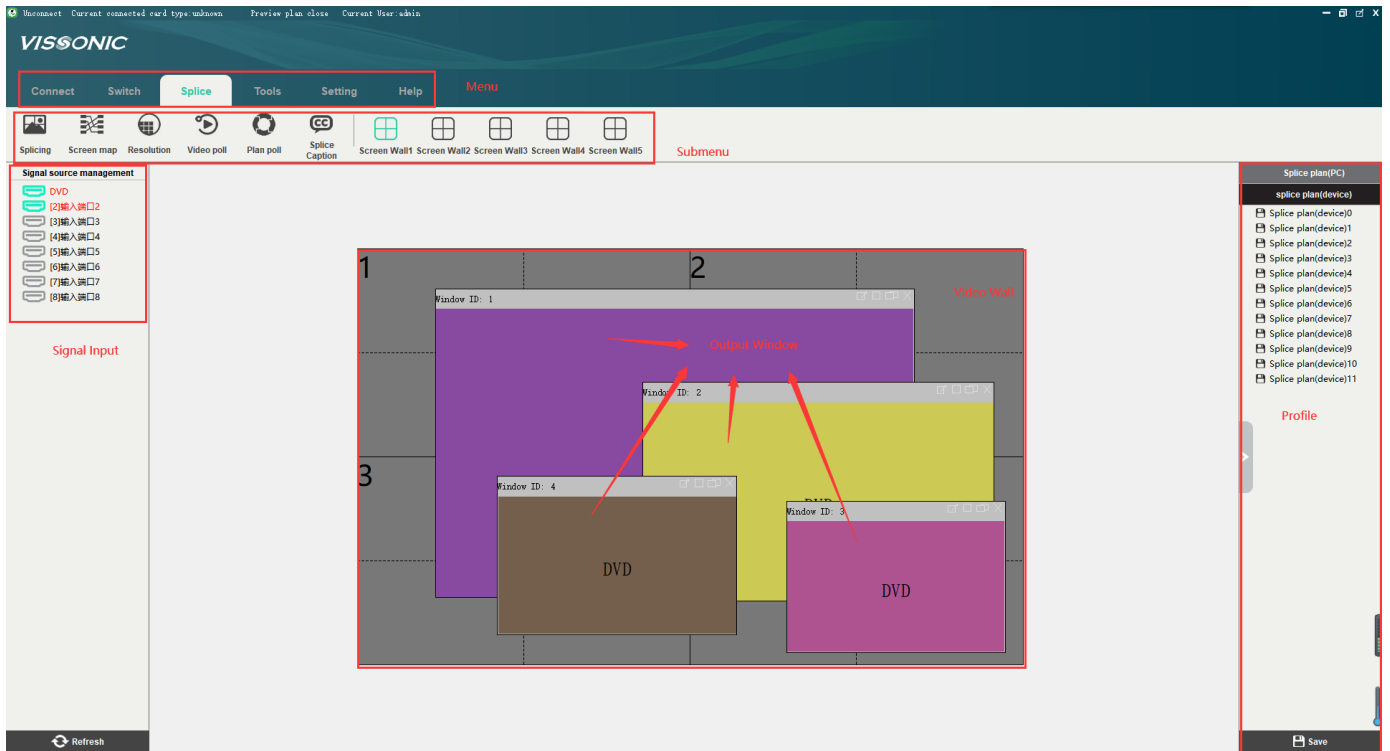 Unconnect Current connected card type:unknown Preview plan close Current User:admin
VISSONIC
Connect Switch Splice Tools Setting Help
Menu
Splicing Screen map Resolution Video poll Plan poll Splice Caption Screen Wall1 Screen Wall2 Screen Wall3 Screen Wall4 Screen Wall5
Submenu
Signal source management
DVD
[2]输入端口2
[3]输入端口3
[4]输入端口4
[5]输入端口5
[6]输入端口6
[7]输入端口7
[8]输入端口8
Signal Input
Refresh
1 2
Video Wall
Window ID: 1
Output Window
Window ID: 2
3
Window ID: 4
DVD
DVD
Window ID: 3
DVD
Splice plan(PC)
splice plan(device)
Splice plan(device)0
Splice plan(device)1
Splice plan(device)2
Splice plan(device)3
Splice plan(device)4
Splice plan(device)5
Splice plan(device)6
Splice plan(device)7
Splice plan(device)8
Splice plan(device)9
Splice plan(device)10
Splice plan(device)11
Profile
Save